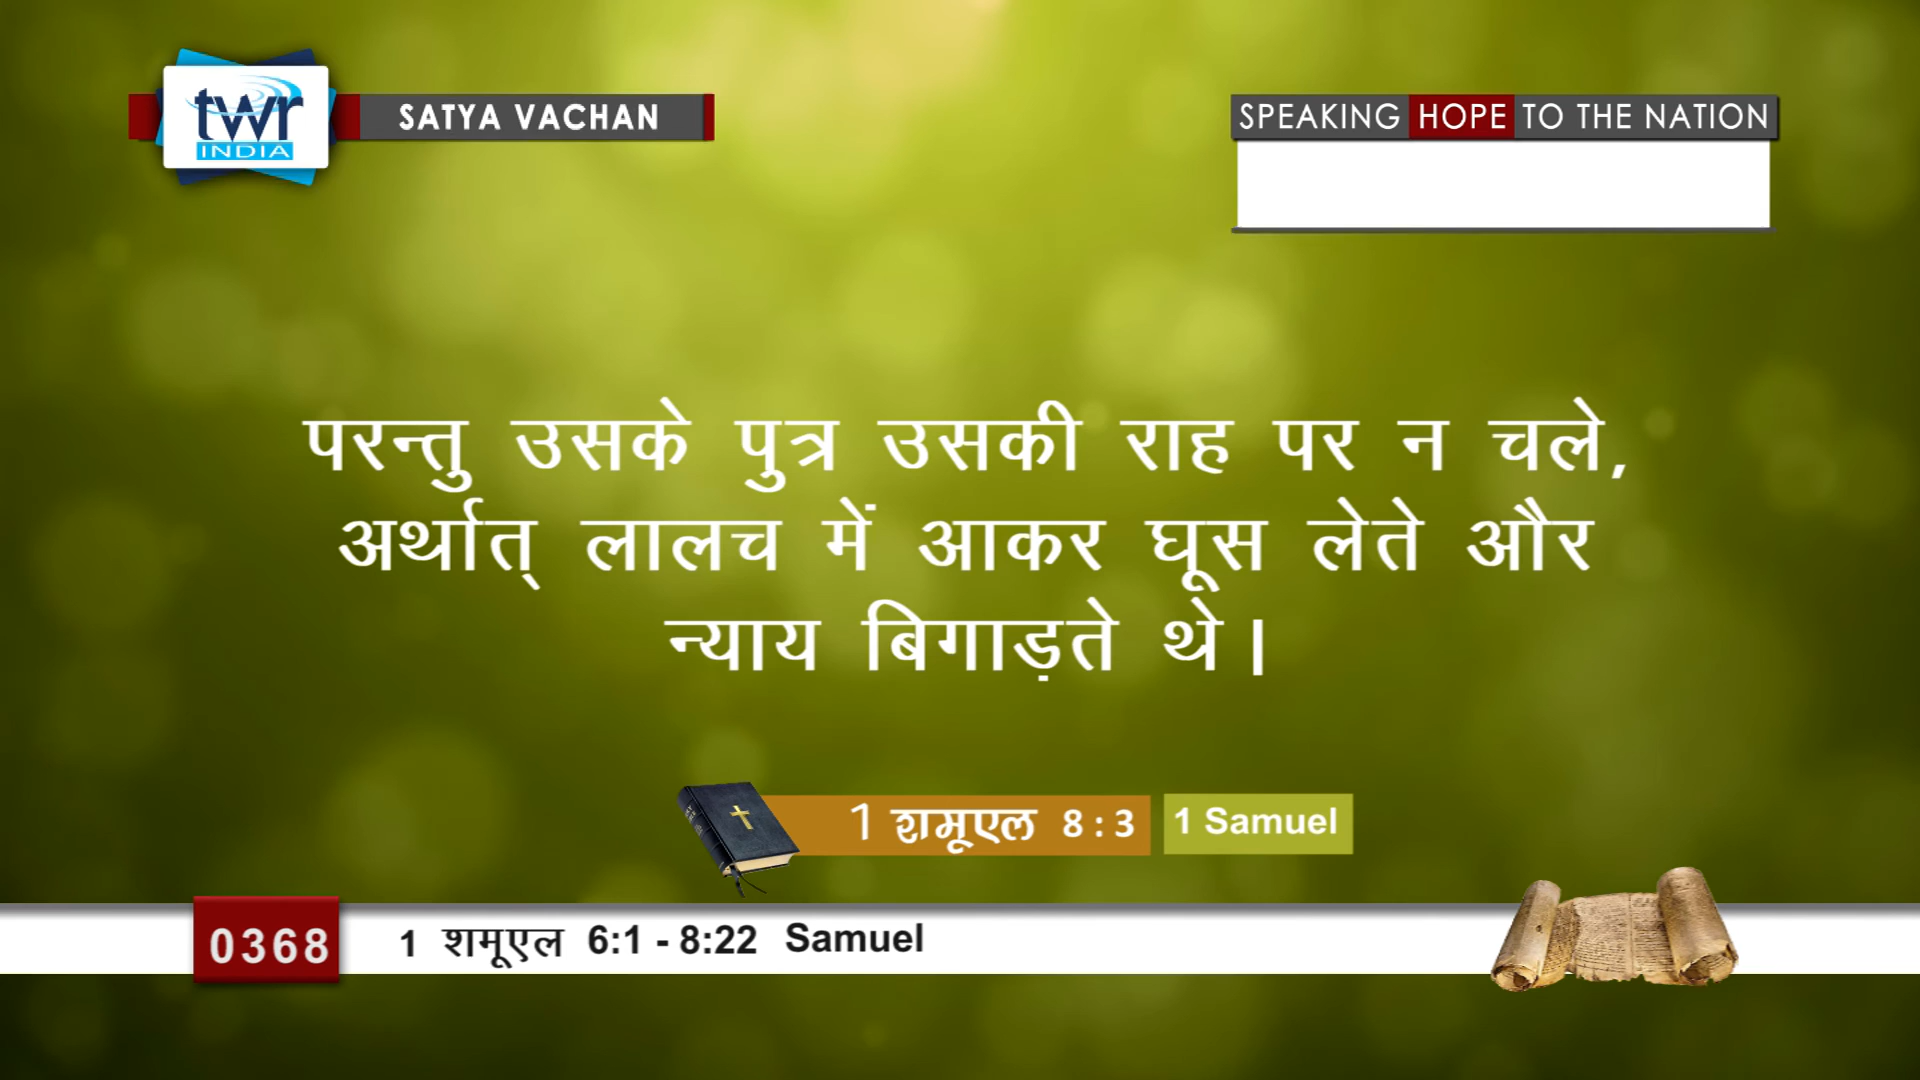 twr
INDIA
SATYA VACHAN
SPEAKING HOPE TO THE NATION
परन्तु उसके पुत्र उसकी राह पर न चले,
अर्थात् लालच में आकर घूस लेते और
न्याय बिगाड़ते थे।
1 शमूएल 8:3 1 Samuel
0368 1 शमूएल 6:1 - 8:22 Samuel